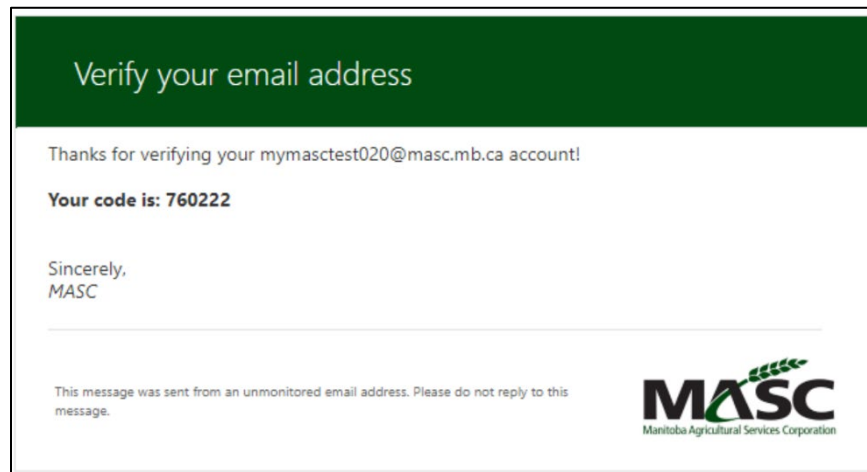 Verify your email address
Thanks for verifying your mymasctest020@masc.mb.ca account!
Your code is: 760222
Sincerely,
MASC
This message was sent from an unmonitored email address. Please do not reply to this
message.
MASC
Manitoba Agricultural Services Corporation